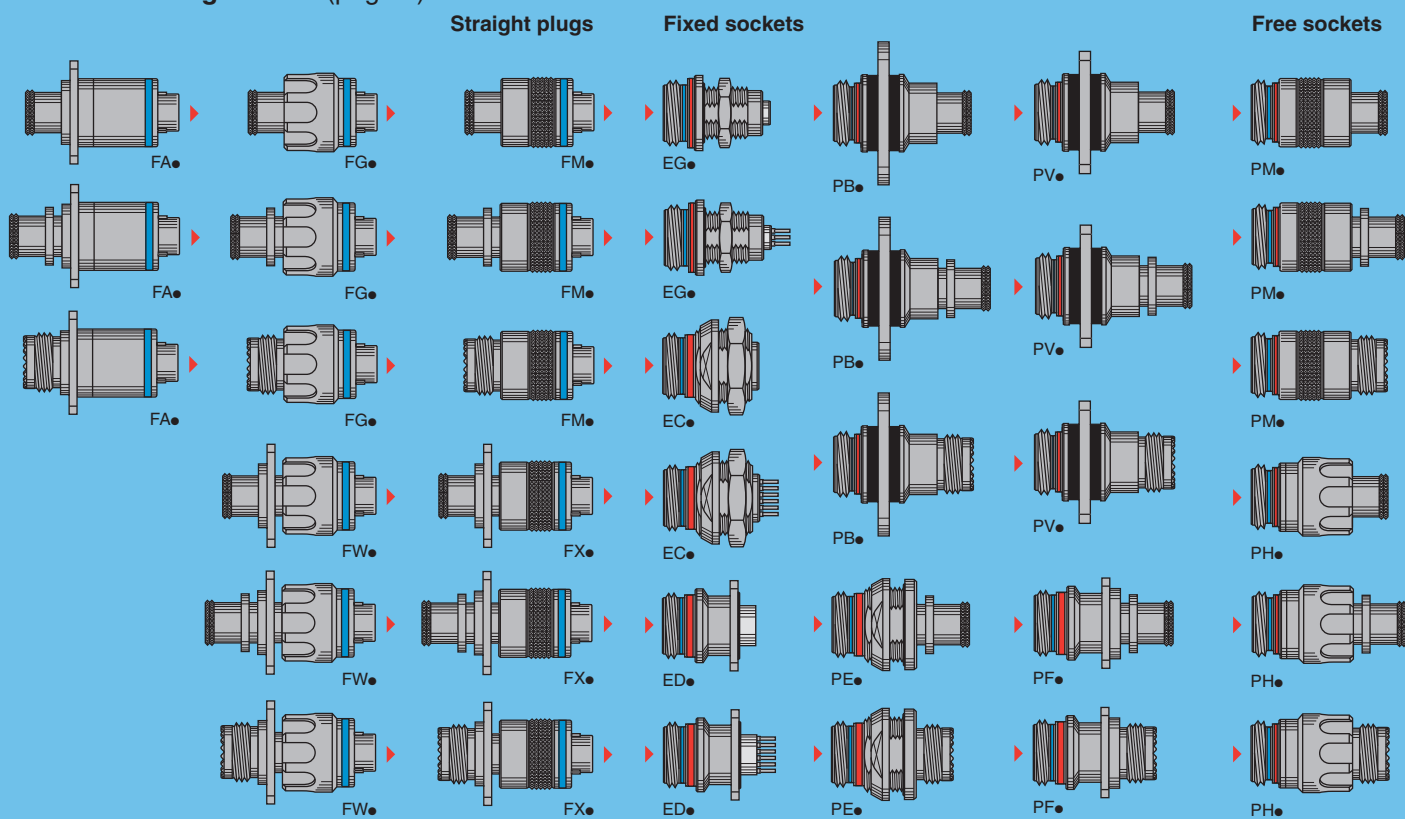 Straight plugs Fixed sockets Free sockets
FA● FG● FM● EG● PB● PV● PM●
FA● FG● FM● EG● PB● PV● PM●
FA● FG● FM● EC● PB● PV● PM●
FW● FX● EC● PH●
FW● FX● ED● PE● PF● PH●
FW● FX● ED● PE● PF● PH●